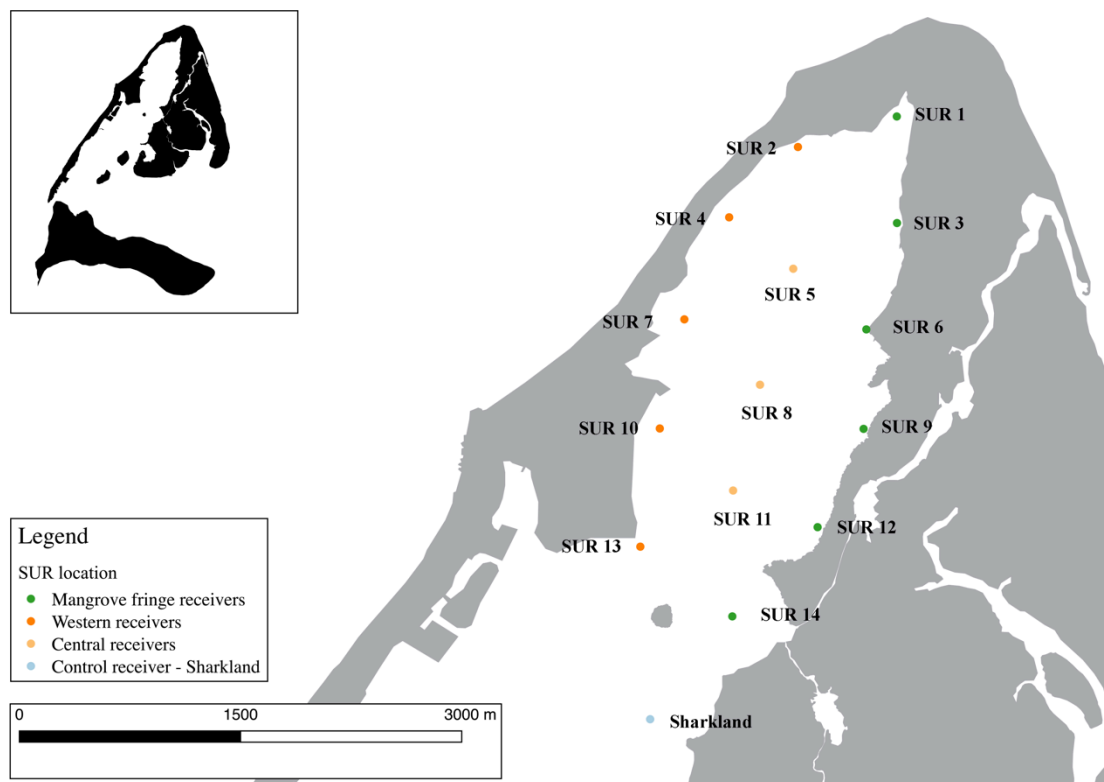 SUR 1
SUR 2
SUR 4
SUR 3
SUR 5
SUR 7
SUR 6
SUR 8
SUR 10
SUR 9
SUR 11
SUR 12
SUR 13
SUR 14
Sharkland
Legend
SUR location
Mangrove fringe receivers
Western receivers
Central receivers
Control receiver - Sharkland
0 1500 3000 m